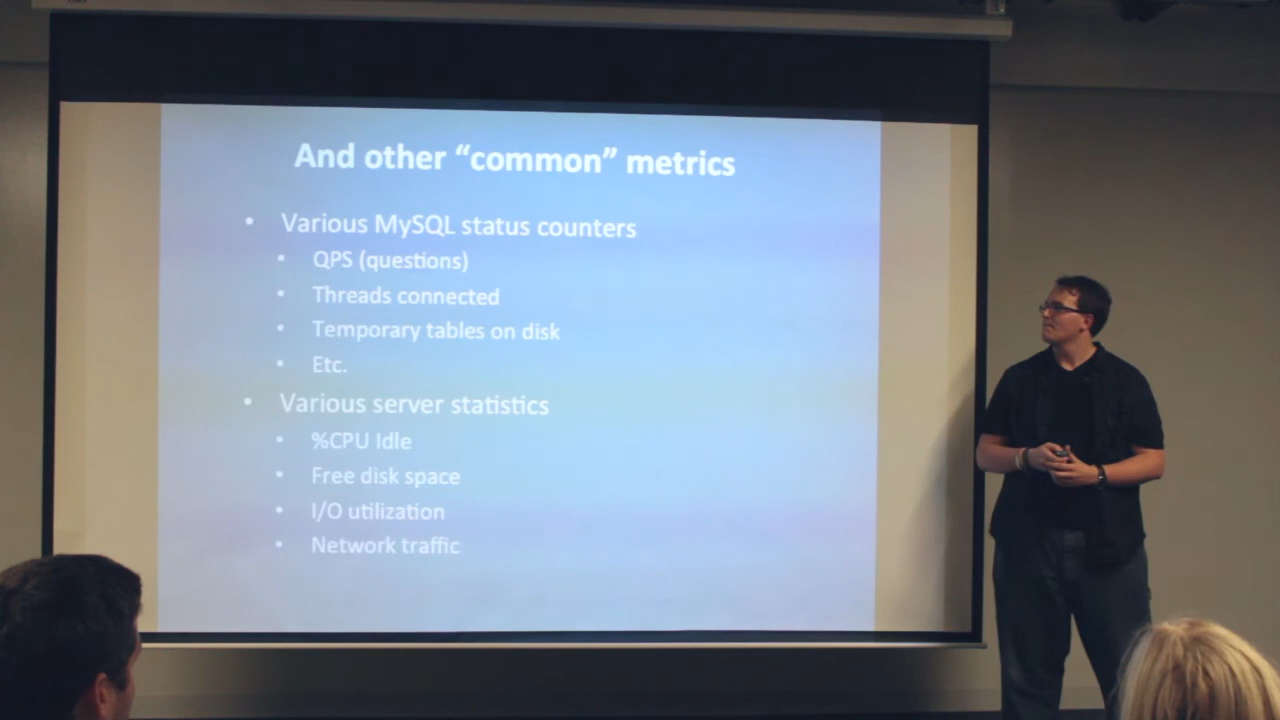 And other “common” metrics
• Various MySQL status counters
• QPS (questions)
• Threads connected
• Temporary tables on disk
• Etc.
• Various server statistics
• %CPU Idle
• Free disk space
• I/O utilization
• Network traffic